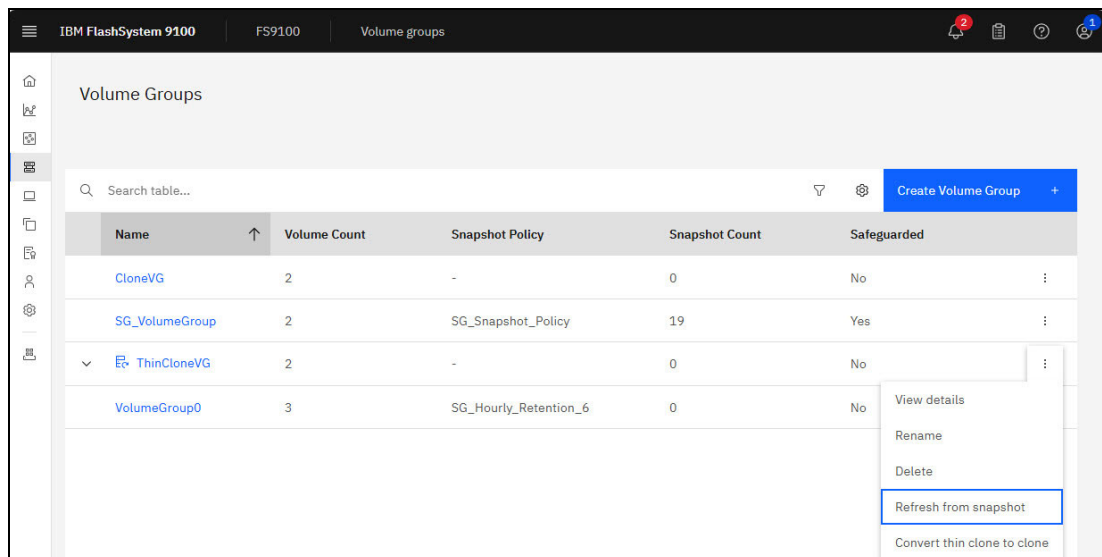 IBM FlashSystem 9100 FS9100 Volume groups 2 1
Volume Groups
Search table... Create Volume Group +
Name Volume Count Snapshot Policy Snapshot Count Safeguarded
CloneVG 2 - 0 No
SG_VolumeGroup 2 SG_Snapshot_Policy 19 Yes
ThinCloneVG 2 - 0 No
VolumeGroup0 3 SG_Hourly_Retention_6 0 No
View details
Rename
Delete
Refresh from snapshot
Convert thin clone to clone